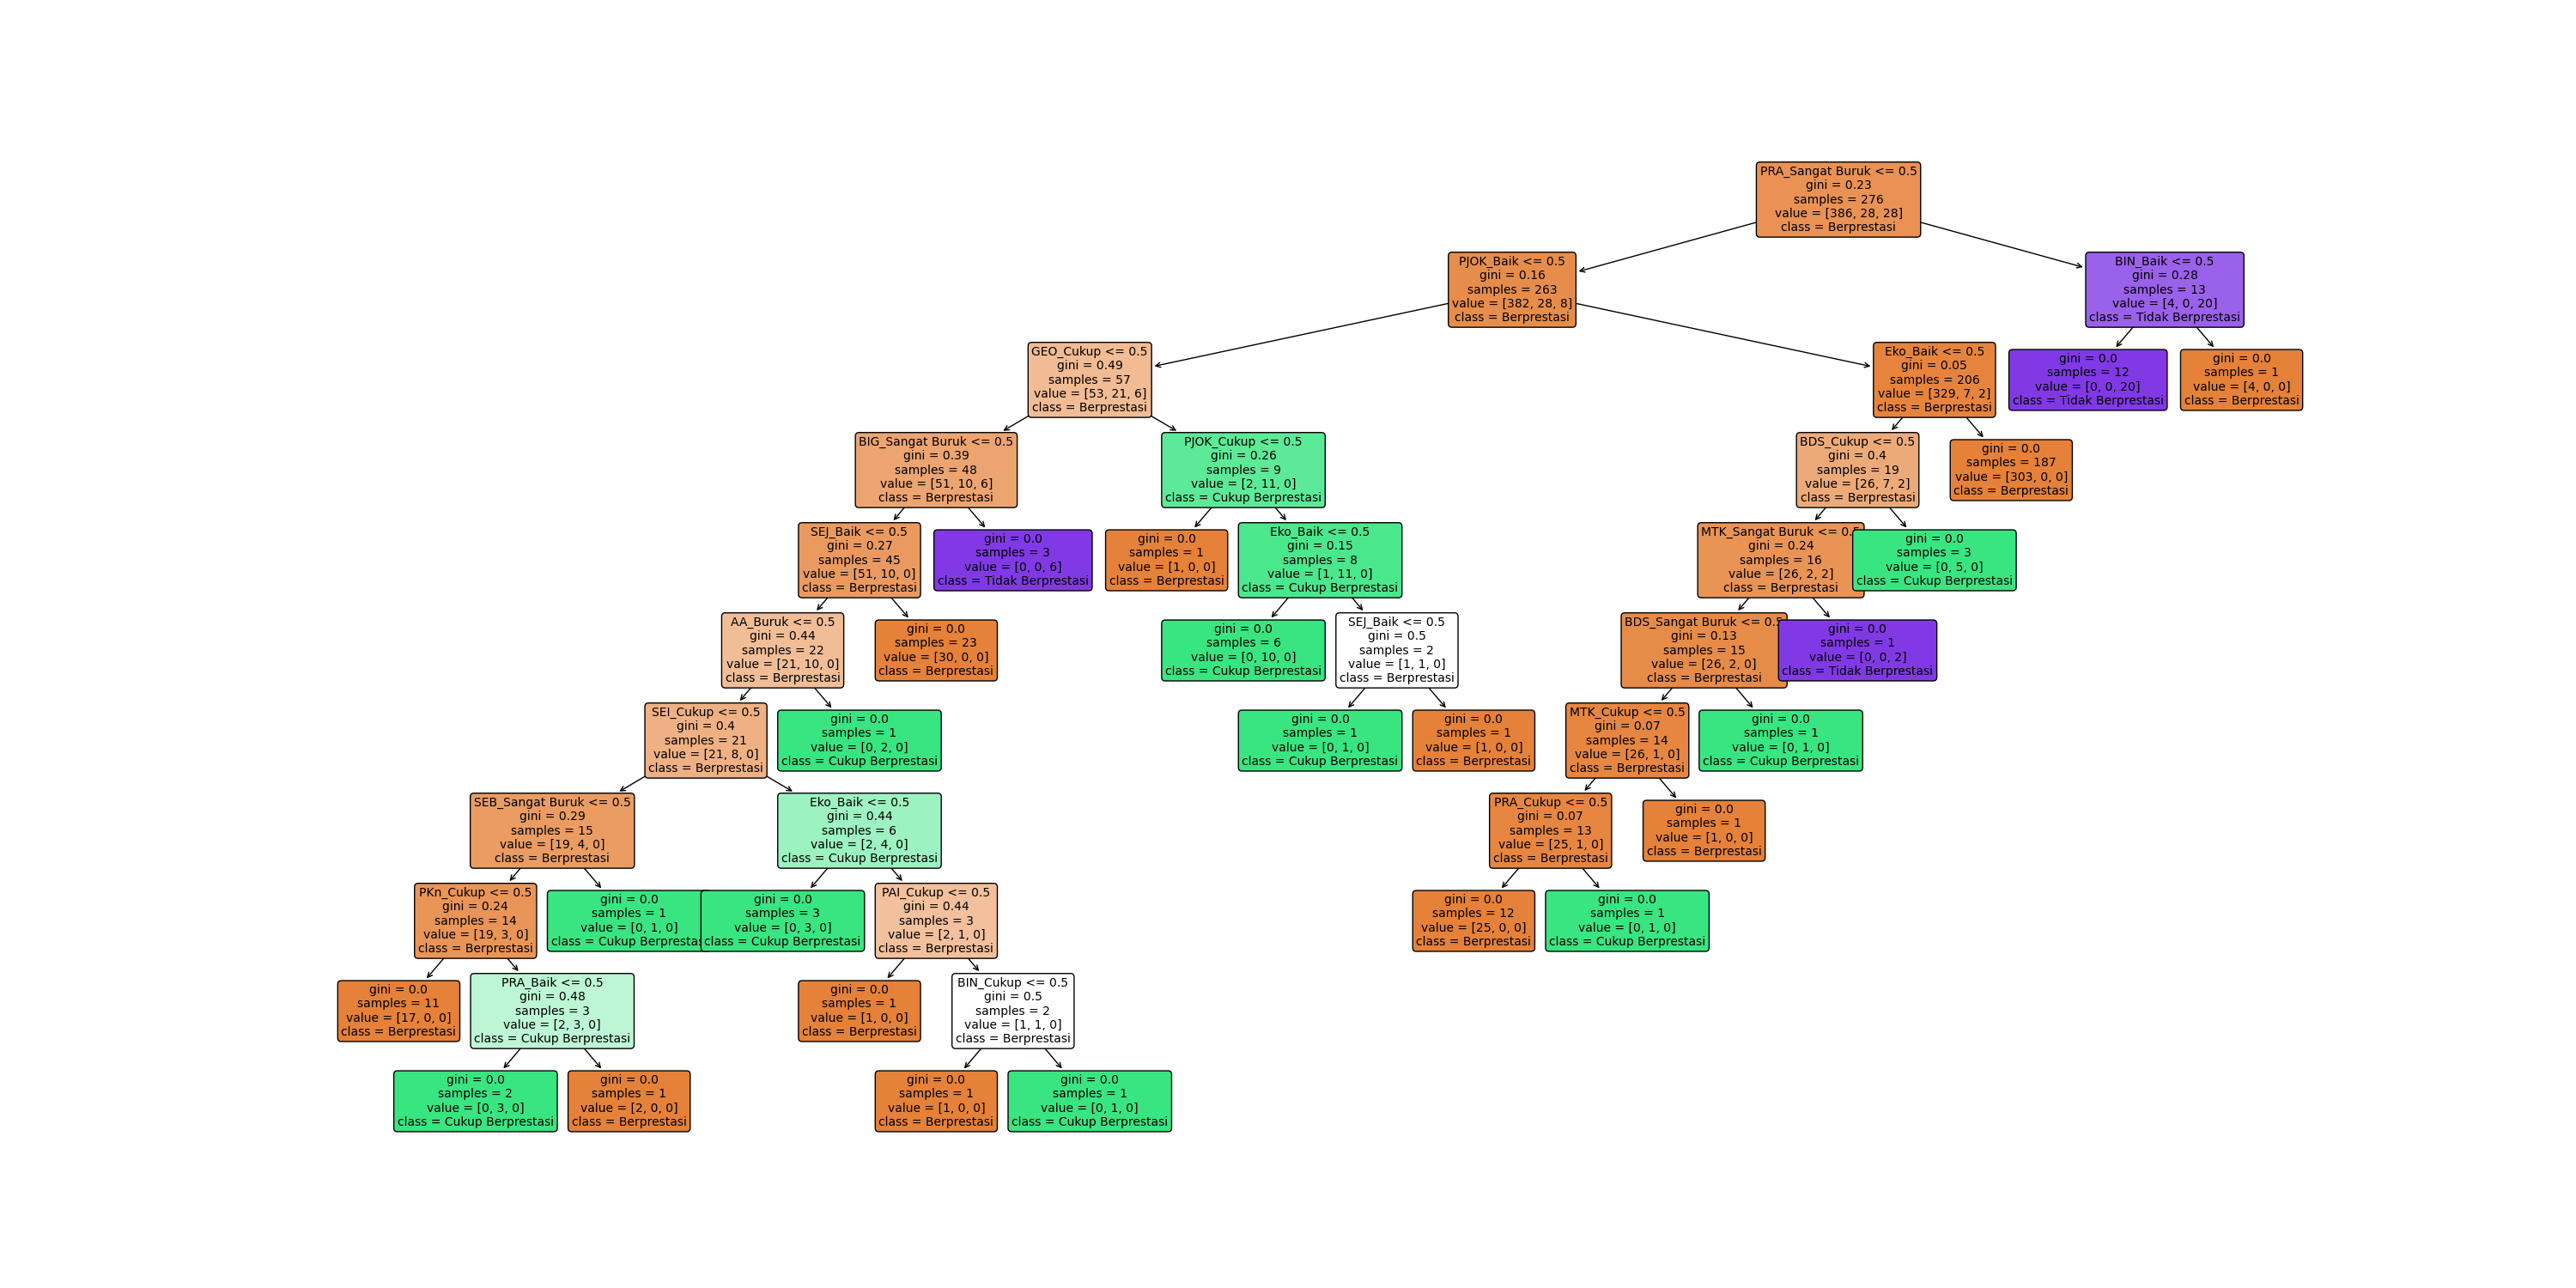 PRA_Sangat Buruk <= 0.5
gini = 0.23
samples = 276
value = [386, 28, 28]
class = Berprestasi
PJOK_Baik <= 0.5
gini = 0.16
samples = 263
value = [382, 28, 8]
class = Berprestasi
BIN_Baik <= 0.5
gini = 0.28
samples = 13
value = [4, 0, 20]
class = Tidak Berprestasi
GEO_Cukup <= 0.5
gini = 0.49
samples = 57
value = [53, 21, 6]
class = Berprestasi
Eko_Baik <= 0.5
gini = 0.05
samples = 206
value = [329, 7, 2]
class = Berprestasi
gini = 0.0
samples = 12
value = [0, 0, 20]
class = Tidak Berprestasi
gini = 0.0
samples = 1
value = [4, 0, 0]
class = Berprestasi
BIG_Sangat Buruk <= 0.5
gini = 0.39
samples = 48
value = [51, 10, 6]
class = Berprestasi
PJOK_Cukup <= 0.5
gini = 0.26
samples = 9
value = [2, 11, 0]
class = Cukup Berprestasi
BDS_Cukup <= 0.5
gini = 0.4
samples = 19
value = [26, 7, 2]
class = Berprestasi
gini = 0.0
samples = 187
value = [303, 0, 0]
class = Berprestasi
SEJ_Baik <= 0.5
gini = 0.27
samples = 45
value = [51, 10, 0]
class = Berprestasi
gini = 0.0
samples = 3
value = [0, 0, 6]
class = Tidak Berprestasi
gini = 0.0
samples = 1
value = [1, 0, 0]
class = Berprestasi
Eko_Baik <= 0.5
gini = 0.15
samples = 8
value = [1, 11, 0]
class = Cukup Berprestasi
MTK_Sangat Buruk <= 0.5
gini = 0.24
samples = 16
value = [26, 2, 2]
class = Berprestasi
gini = 0.0
samples = 3
value = [0, 5, 0]
class = Cukup Berprestasi
AA_Buruk <= 0.5
gini = 0.44
samples = 22
value = [21, 10, 0]
class = Berprestasi
gini = 0.0
samples = 23
value = [30, 0, 0]
class = Berprestasi
gini = 0.0
samples = 6
value = [0, 10, 0]
class = Cukup Berprestasi
SEJ_Baik <= 0.5
gini = 0.5
samples = 2
value = [1, 1, 0]
class = Berprestasi
BDS_Sangat Buruk <= 0.5
gini = 0.13
samples = 15
value = [26, 2, 0]
class = Berprestasi
gini = 0.0
samples = 1
value = [0, 0, 2]
class = Tidak Berprestasi
SEI_Cukup <= 0.5
gini = 0.4
samples = 21
value = [21, 8, 0]
class = Berprestasi
gini = 0.0
samples = 1
value = [0, 2, 0]
class = Cukup Berprestasi
gini = 0.0
samples = 1
value = [0, 1, 0]
class = Cukup Berprestasi
gini = 0.0
samples = 1
value = [1, 0, 0]
class = Berprestasi
MTK_Cukup <= 0.5
gini = 0.07
samples = 14
value = [26, 1, 0]
class = Berprestasi
gini = 0.0
samples = 1
value = [0, 1, 0]
class = Cukup Berprestasi
SEB_Sangat Buruk <= 0.5
gini = 0.29
samples = 15
value = [19, 4, 0]
class = Berprestasi
Eko_Baik <= 0.5
gini = 0.44
samples = 6
value = [2, 4, 0]
class = Cukup Berprestasi
PRA_Cukup <= 0.5
gini = 0.07
samples = 13
value = [25, 1, 0]
class = Berprestasi
gini = 0.0
samples = 1
value = [1, 0, 0]
class = Berprestasi
PKn_Cukup <= 0.5
gini = 0.24
samples = 14
value = [19, 3, 0]
class = Berprestasi
gini = 0.0
samples = 1
value = [0, 1, 0]
class = Cukup Berprestas
gini = 0.0
samples = 3
value = [0, 3, 0]
class = Cukup Berprestasi
PAI_Cukup <= 0.5
gini = 0.44
samples = 3
value = [2, 1, 0]
class = Berprestasi
gini = 0.0
samples = 12
value = [25, 0, 0]
class = Berprestasi
gini = 0.0
samples = 1
value = [0, 1, 0]
class = Cukup Berprestasi
gini = 0.0
samples = 11
value = [17, 0, 0]
class = Berprestasi
PRA_Baik <= 0.5
gini = 0.48
samples = 3
value = [2, 3, 0]
class = Cukup Berprestasi
gini = 0.0
samples = 1
value = [1, 0, 0]
class = Berprestasi
BIN_Cukup <= 0.5
gini = 0.5
samples = 2
value = [1, 1, 0]
class = Berprestasi
gini = 0.0
samples = 2
value = [0, 3, 0]
class = Cukup Berprestasi
gini = 0.0
samples = 1
value = [2, 0, 0]
class = Berprestasi
gini = 0.0
samples = 1
value = [1, 0, 0]
class = Berprestasi
gini = 0.0
samples = 1
value = [0, 1, 0]
class = Cukup Berprestasi